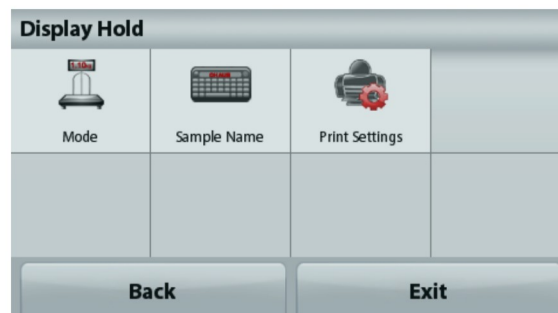 Display Hold
Mode
Sample Name
Print Settings
Back
Exit